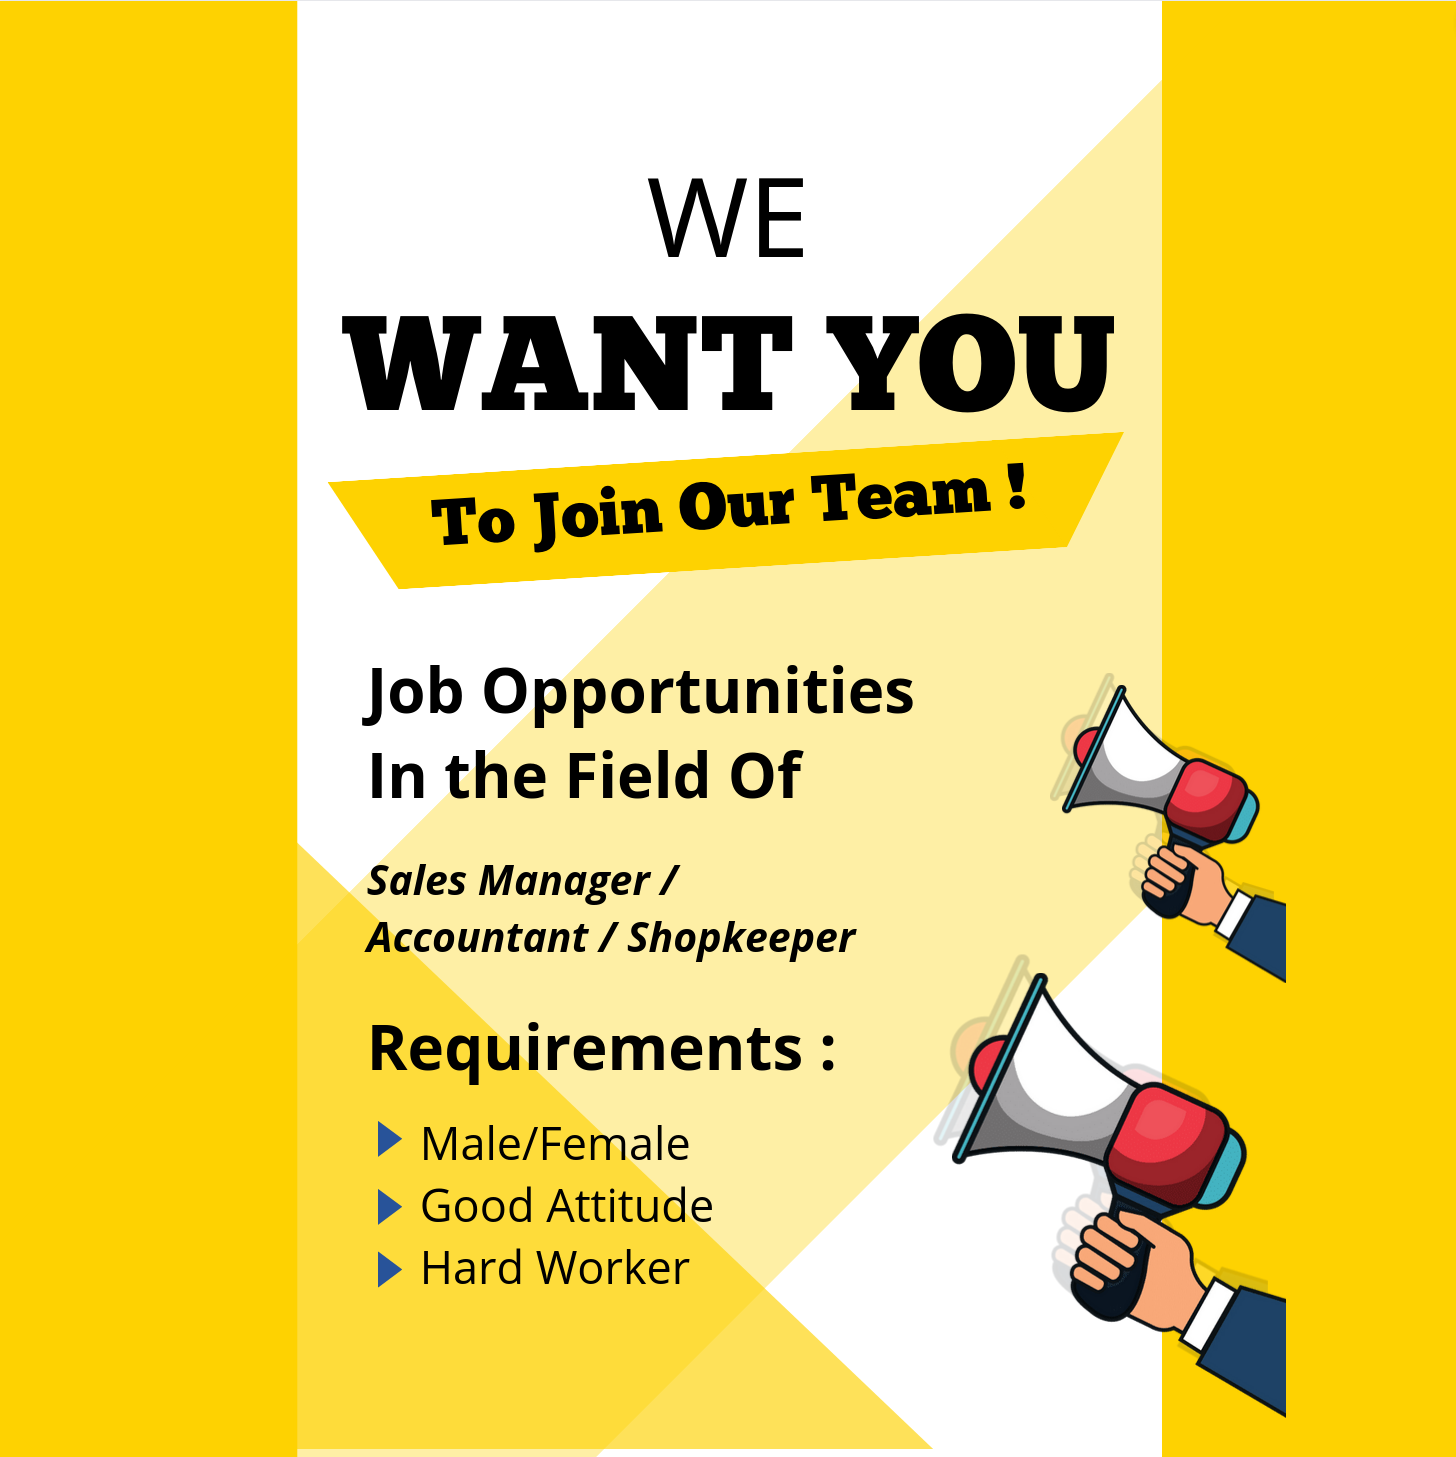 WE
WANT YOU
To Join Our Team !
Job Opportunities
In the Field Of
Sales Manager /
Accountant / Shopkeeper
Requirements :
Male/Female
Good Attitude
Hard Worker